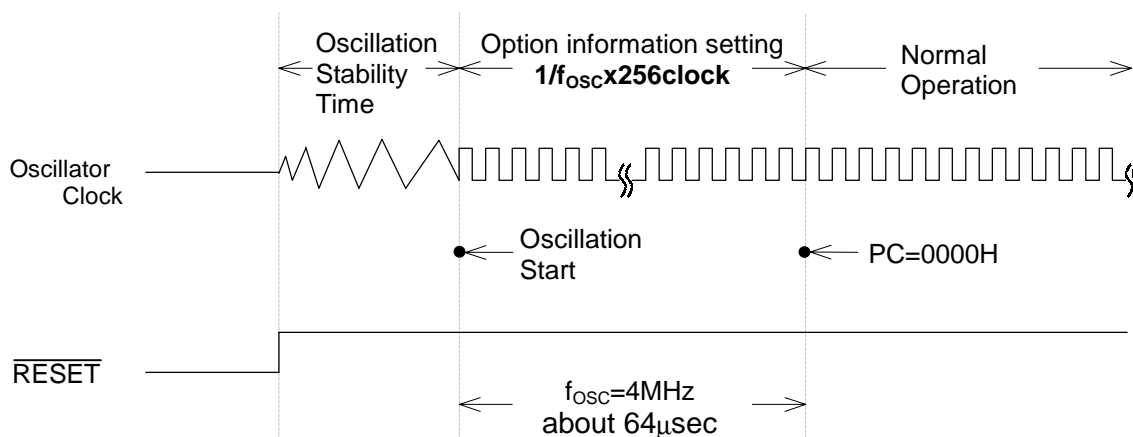 Oscillation
Stability
Time
Option information setting
1/fOSCx256clock
Normal
Operation
Oscillator
Clock
Oscillation
Start
PC=0000H
RESET
fOSC=4MHz
about 64μsec